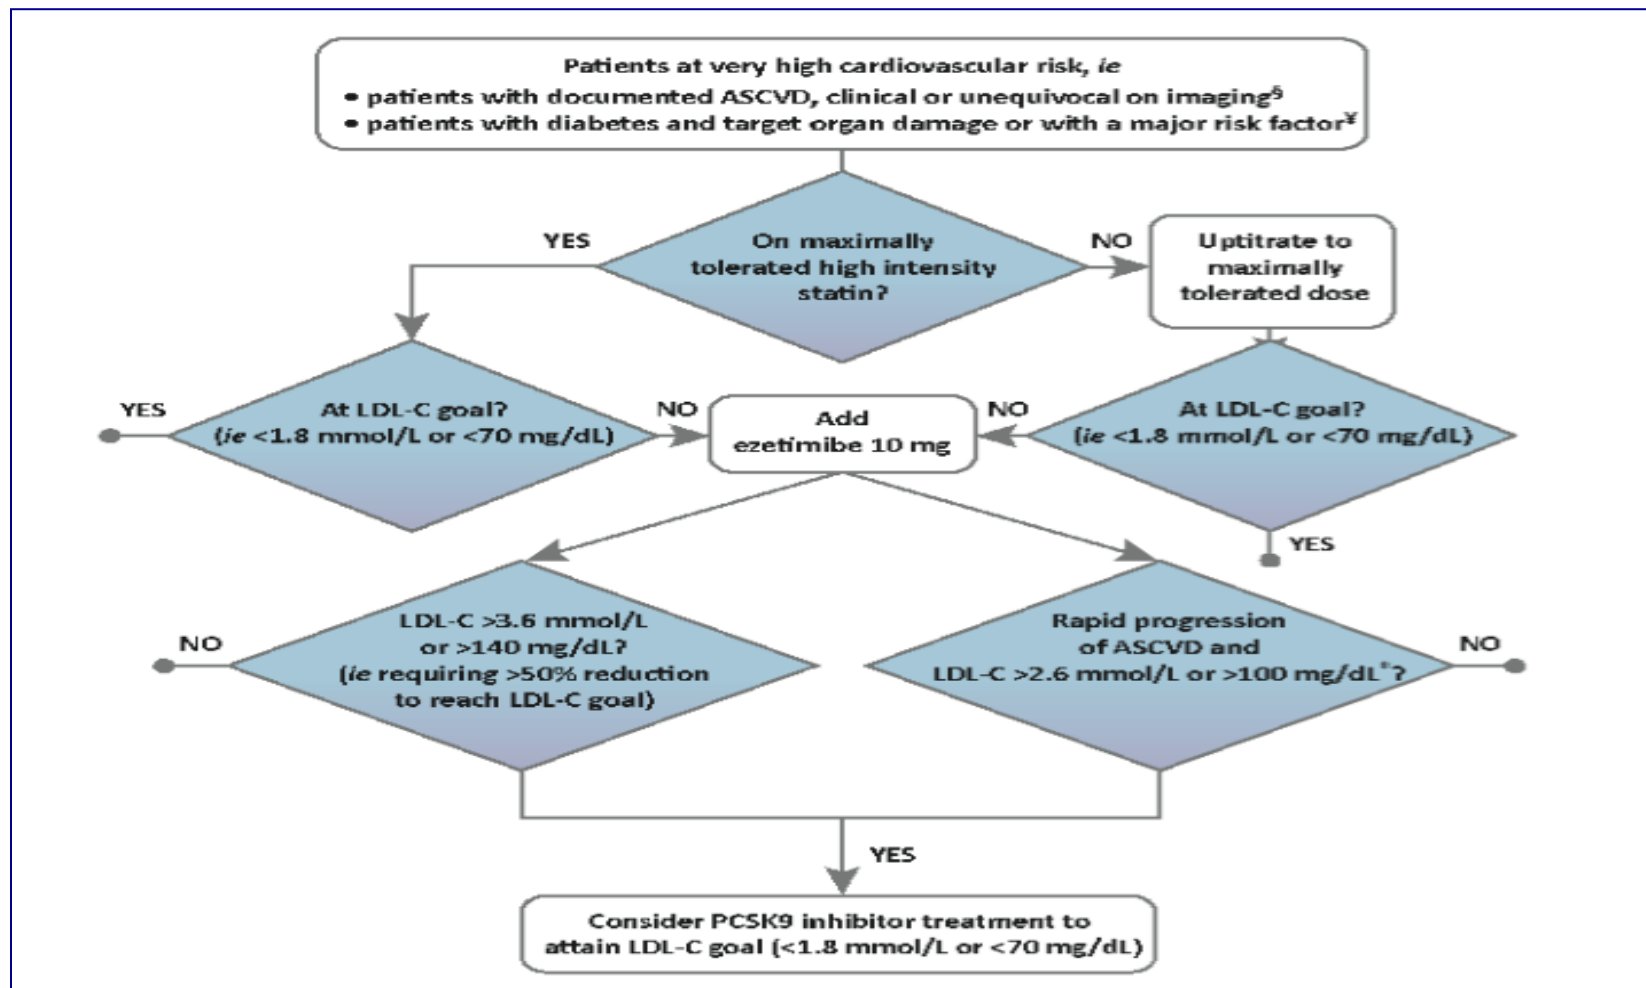 Patients at very high cardiovascular risk, ie
• patients with documented ASCVD, clinical or unequivocal on imaging§
• patients with diabetes and target organ damage or with a major risk factor¥
YES
On maximally
tolerated high intensity
statin?
NO
Uptitrate to
maximally
tolerated dose
YES
At LDL-C goal?
(ie <1.8 mmol/L or <70 mg/dL)
NO
Add
ezetimibe 10 mg
NO
At LDL-C goal?
(ie <1.8 mmol/L or <70 mg/dL)
YES
NO
LDL-C >3.6 mmol/L
or >140 mg/dL?
(ie requiring >50% reduction
to reach LDL-C goal)
Rapid progression
of ASCVD and
LDL-C >2.6 mmol/L or >100 mg/dL*?
NO
YES
Consider PCSK9 inhibitor treatment to
attain LDL-C goal (<1.8 mmol/L or <70 mg/dL)